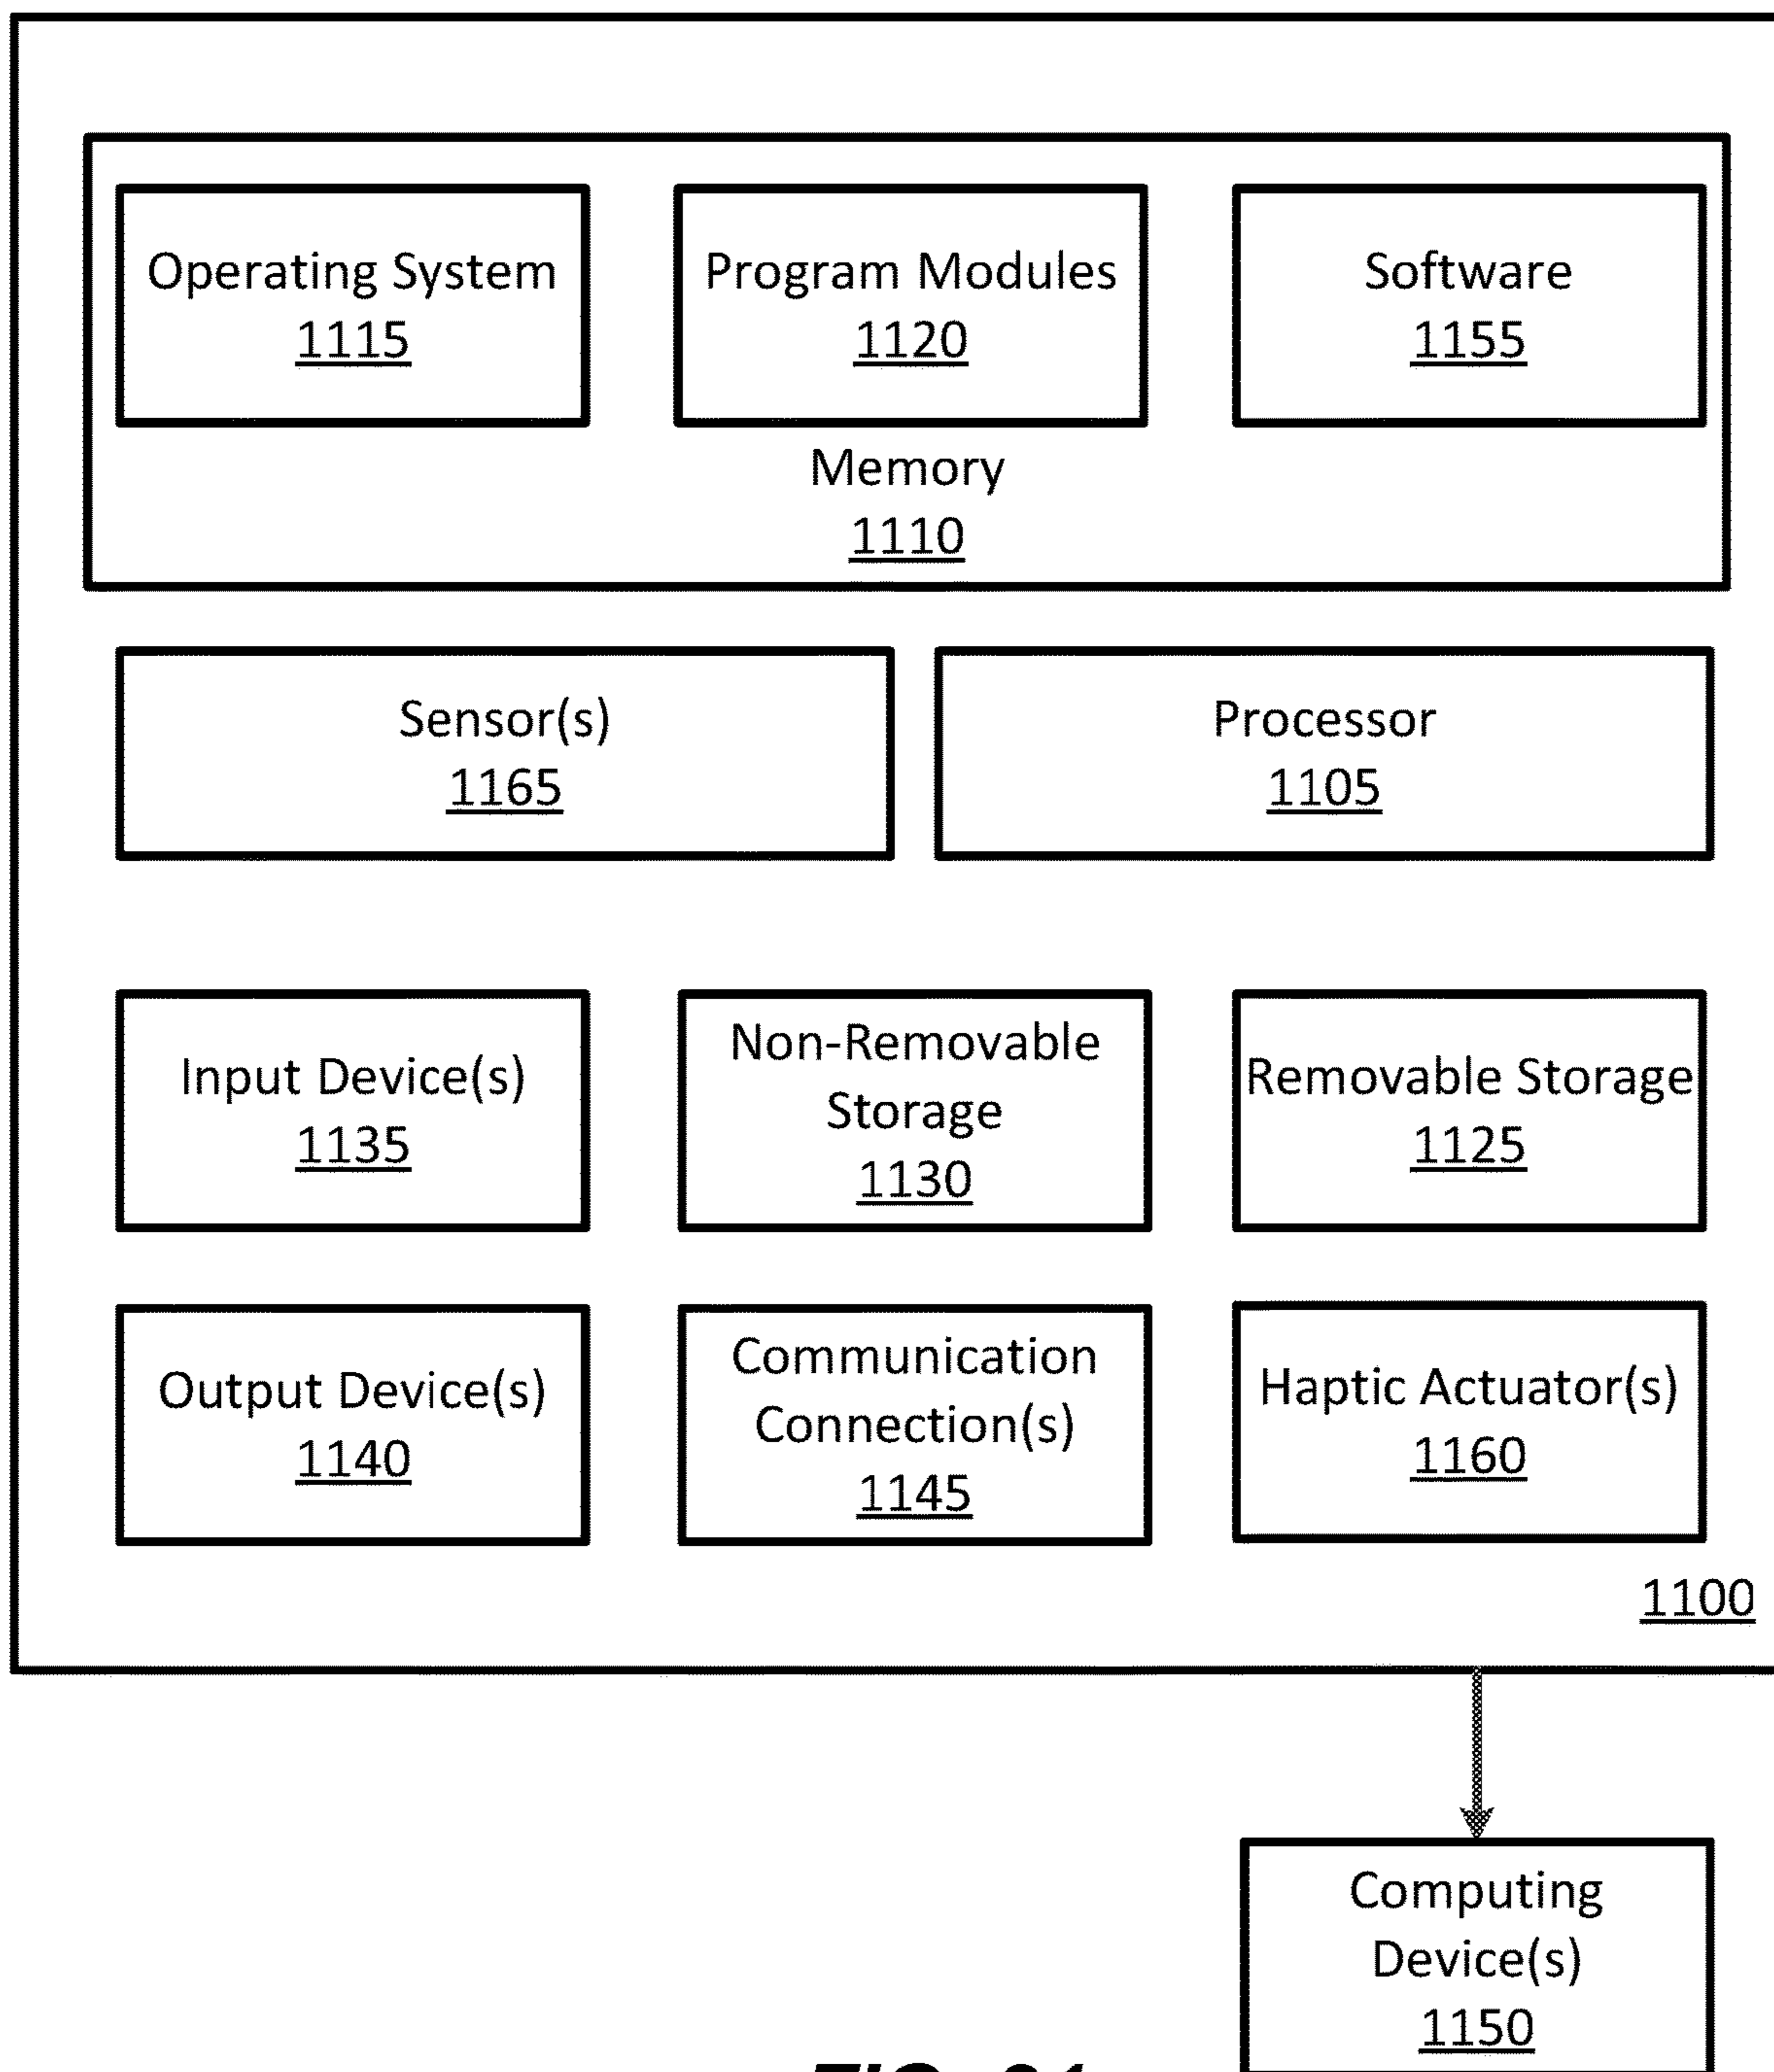 Operating System
1115
Program Modules
1120
Software
1155
Memory
1110
Sensor(s)
1165
Processor
1105
Input Device(s)
1135
Non-Removable
Storage
1130
Removable Storage
1125
Output Device(s)
1140
Communication
Connection(s)
1145
Haptic Actuator(s)
1160
1100
Computing
Device(s)
1150